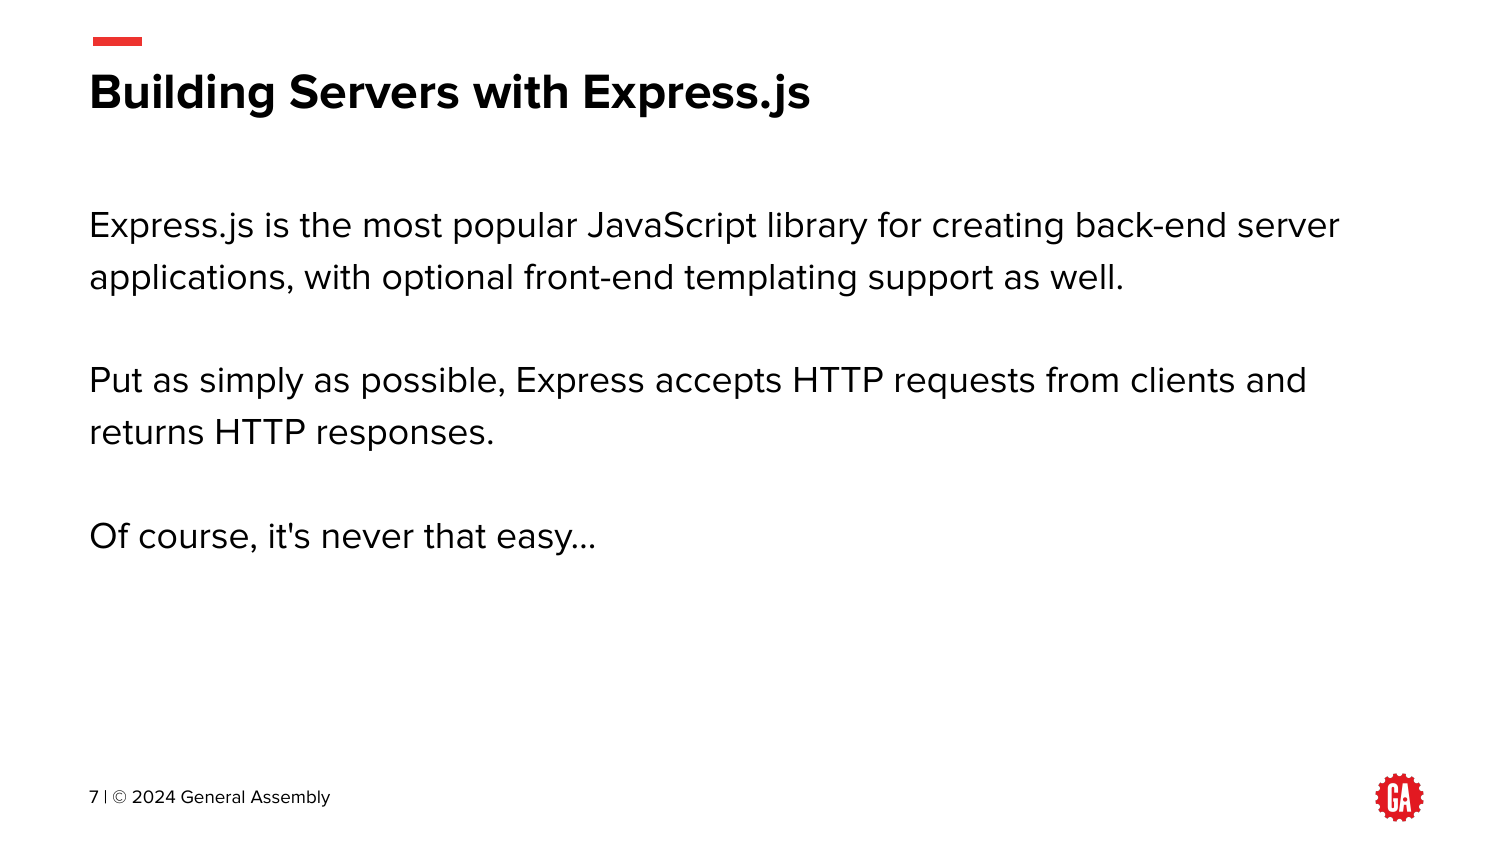 Building Servers with Express.js
Express.js is the most popular JavaScript library for creating back-end server
applications, with optional front-end templating support as well.
Put as simply as possible, Express accepts HTTP requests from clients and
returns HTTP responses.
Of course, it's never that easy...
7 | © 2024 General Assembly
GA